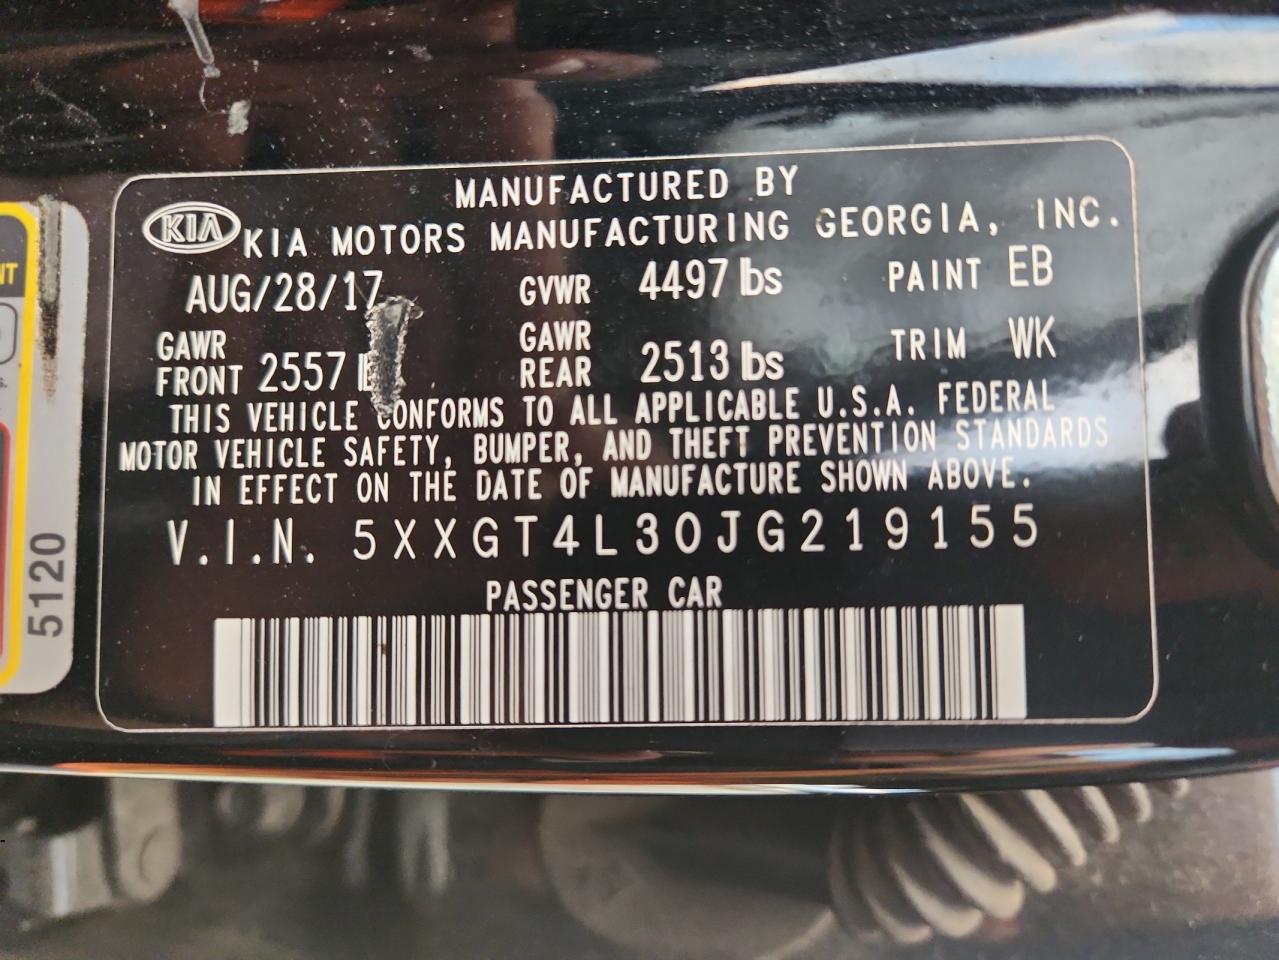 MANUFACTURED BY
KIA KIA MOTORS MANUFACTURING GEORGIA, INC.
AUG/28/17 GVWR 4497 lbs PAINT EB
GAWR FRONT 2557 GAWR REAR 2513 lbs TRIM WK
THIS VEHICLE CONFORMS TO ALL APPLICABLE U.S.A. FEDERAL
MOTOR VEHICLE SAFETY, BUMPER, AND THEFT PREVENTION STANDARDS
IN EFFECT ON THE DATE OF MANUFACTURE SHOWN ABOVE.
V.I.N. 5XXGT4L30JG219155
PASSENGER CAR
5120